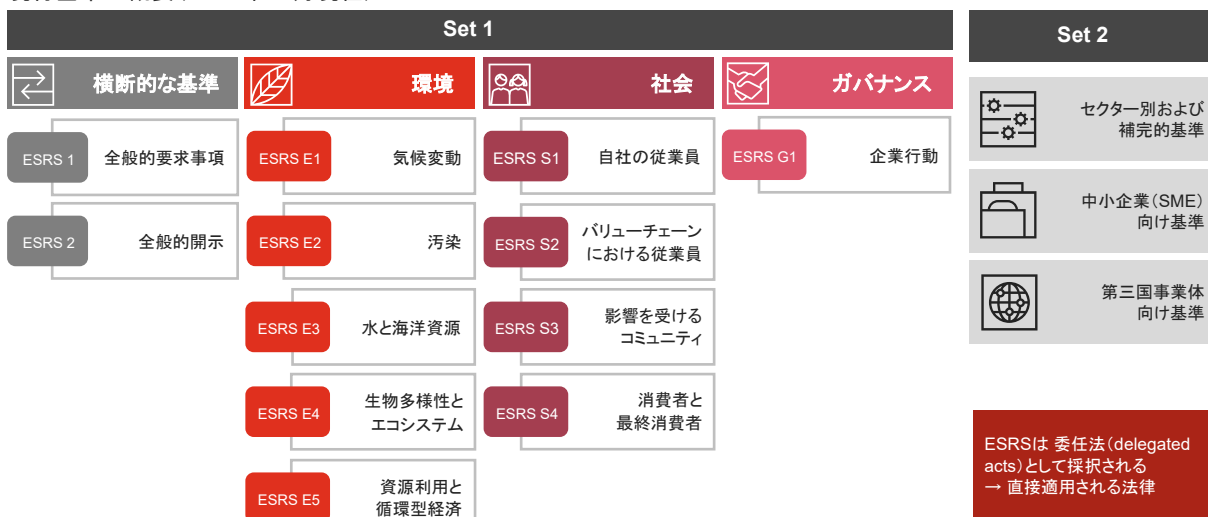 Set 1
横断的な基準
環境
社会
ガバナンス
ESRS 1
全般的要求事項
ESRS 2
全般的開示
ESRS E1
気候変動
ESRS E2
汚染
ESRS E3
水と海洋資源
ESRS E4
生物多様性と
エコシステム
ESRS E5
資源利用と
循環型経済
ESRS S1
自社の従業員
ESRS S2
バリューチェーン
における従業員
ESRS S3
影響を受ける
コミュニティ
ESRS S4
消費者と
最終消費者
ESRS G1
企業行動
Set 2
セクター別および
補完的基準
中小企業(SME)
向け基準
第三国事業体
向け基準
ESRSは 委任法(delegated
acts)として採択される
→ 直接適用される法律